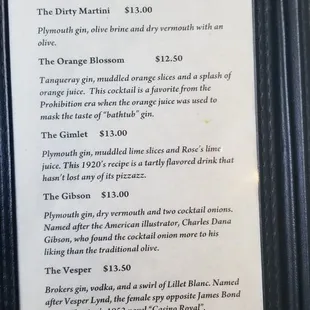 The Dirty Martini $13.00
Plymouth gin, olive brine and dry vermouth with an
olive.
The Orange Blossom $12.50
Tanqueray gin, muddled orange slices and a splash of
orange juice. This cocktail is a favorite from the
Prohibition era when the orange juice was used to
mask the taste of "bathtub" gin.
The Gimlet $13.00
Plymouth gin, muddled lime slices and Rose's lime
juice. This 1920's recipe is a tartly flavored drink that
hasn't lost any of its pizzazz.
The Gibson $13.00
Plymouth gin, dry vermouth and two cocktail onions.
Named after the American illustrator, Charles Dana
Gibson, who found the cocktail onion more to his
liking than the traditional olive.
The Vesper $13.50
Brokers gin, vodka, and a swirl of Lillet Blanc. Named
after Vesper Lynd, the female spy opposite James Bond
1953 novel "Casino Royal".